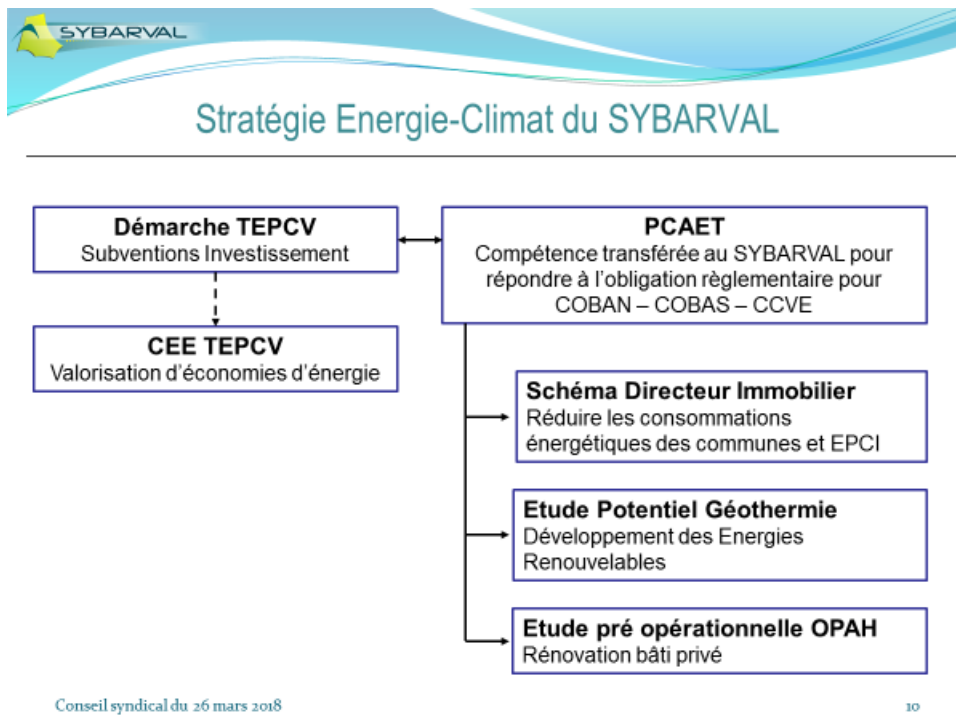 SYBARVAL
Stratégie Energie-Climat du SYBARVAL
Démarche TEPCV
Subventions Investissement
PCAET
Compétence transférée au SYBARVAL pour
répondre à l'obligation règlementaire pour
COBAN – COBAS – CCVE
CEE TEPCV
Valorisation d'économies d'énergie
Schéma Directeur Immobilier
Réduire les consommations
énergétiques des communes et EPCI
Etude Potentiel Géothermie
Développement des Energies
Renouvelables
Etude pré opérationnelle OPAH
Rénovation bâti privé
Conseil syndical du 26 mars 2018
10